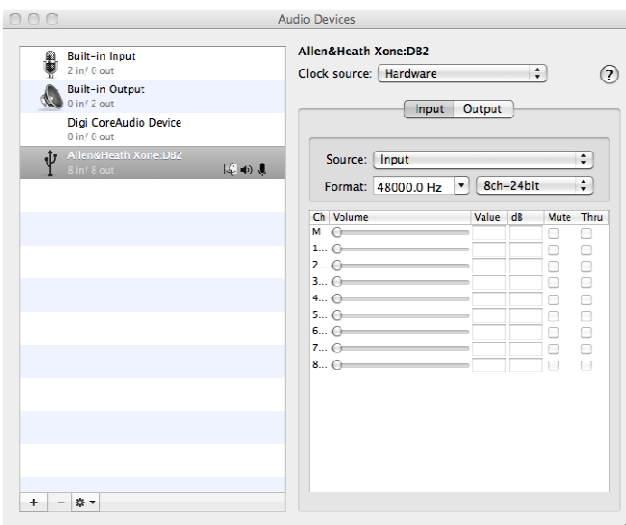 Audio Devices
Built-in Input
2 in/ 0 out
Built-in Output
0 in/ 2 out
Digi CoreAudio Device
0 in/ 0 out
Allen&Heath Xone:DB2
8 in/ 8 out
Allen&Heath Xone:DB2
Clock source: Hardware
?
Input Output
Source: Input
Format: 48000.0 Hz 8ch-24bit
Ch Volume Value dB Mute Thru
M
1...
2...
3...
4...
5...
6...
7...
8...
+ −